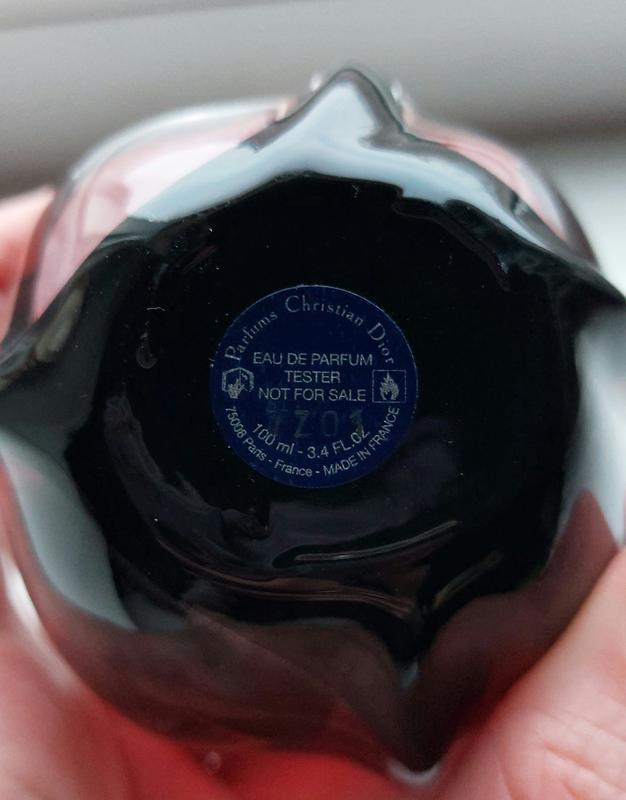 Parfums Christian Dior
EAU DE PARFUM
TESTER
NOT FOR SALE
7Z01
100 ml - 3.4 FL.OZ
75008 Paris - France - MADE IN FRANCE